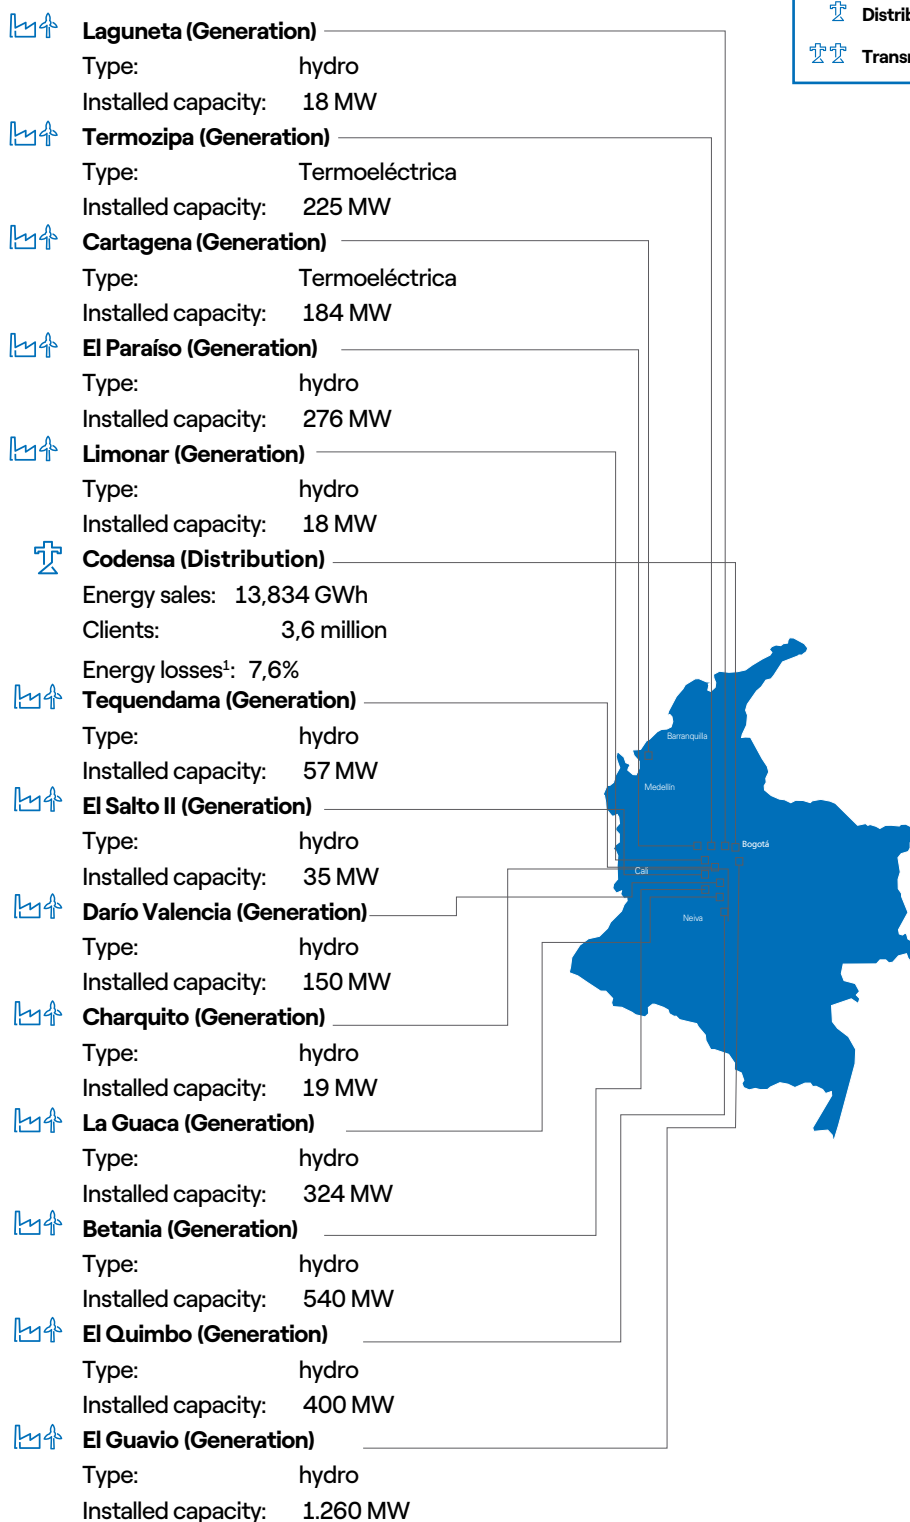 Distrib
Transr
Laguneta (Generation)
Type: hydro
Installed capacity: 18 MW
Termozipa (Generation)
Type: Termoeléctrica
Installed capacity: 225 MW
Cartagena (Generation)
Type: Termoeléctrica
Installed capacity: 184 MW
El Paraíso (Generation)
Type: hydro
Installed capacity: 276 MW
Limonar (Generation)
Type: hydro
Installed capacity: 18 MW
Codensa (Distribution)
Energy sales: 13,834 GWh
Clients: 3,6 million
Energy losses¹: 7,6%
Tequendama (Generation)
Type: hydro
Installed capacity: 57 MW
El Salto II (Generation)
Type: hydro
Installed capacity: 35 MW
Darío Valencia (Generation)
Type: hydro
Installed capacity: 150 MW
Charquito (Generation)
Type: hydro
Installed capacity: 19 MW
La Guaca (Generation)
Type: hydro
Installed capacity: 324 MW
Betania (Generation)
Type: hydro
Installed capacity: 540 MW
El Quimbo (Generation)
Type: hydro
Installed capacity: 400 MW
El Guavio (Generation)
Type: hydro
Installed capacity: 1.260 MW
Barranquilla
Medellín
Bogotá
Cali
Neiva